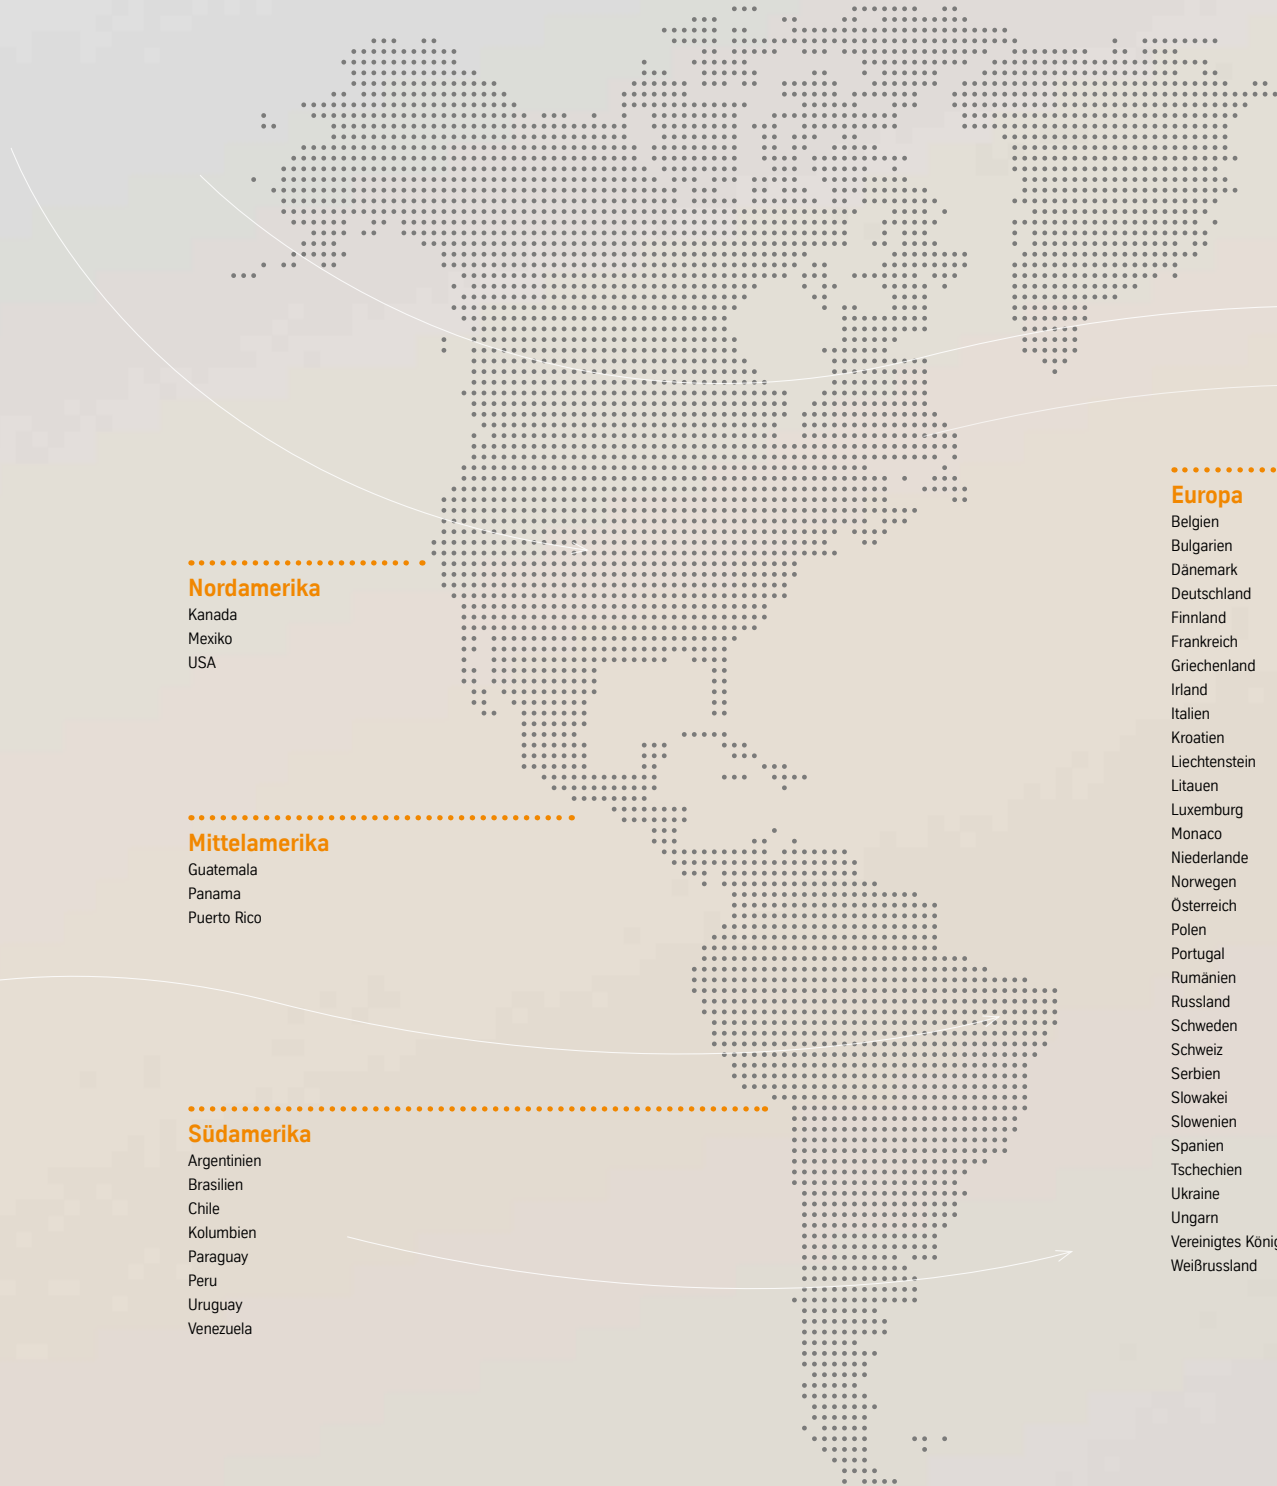 Nordamerika
Kanada
Mexiko
USA
Mittelamerika
Guatemala
Panama
Puerto Rico
Südamerika
Argentinien
Brasilien
Chile
Kolumbien
Paraguay
Peru
Uruguay
Venezuela
Europa
Belgien
Bulgarien
Dänemark
Deutschland
Finnland
Frankreich
Griechenland
Irland
Italien
Kroatien
Liechtenstein
Litauen
Luxemburg
Monaco
Niederlande
Norwegen
Österreich
Polen
Portugal
Rumänien
Russland
Schweden
Schweiz
Serbien
Slowakei
Slowenien
Spanien
Tschechien
Ukraine
Ungarn
Vereinigtes
Weißrussland